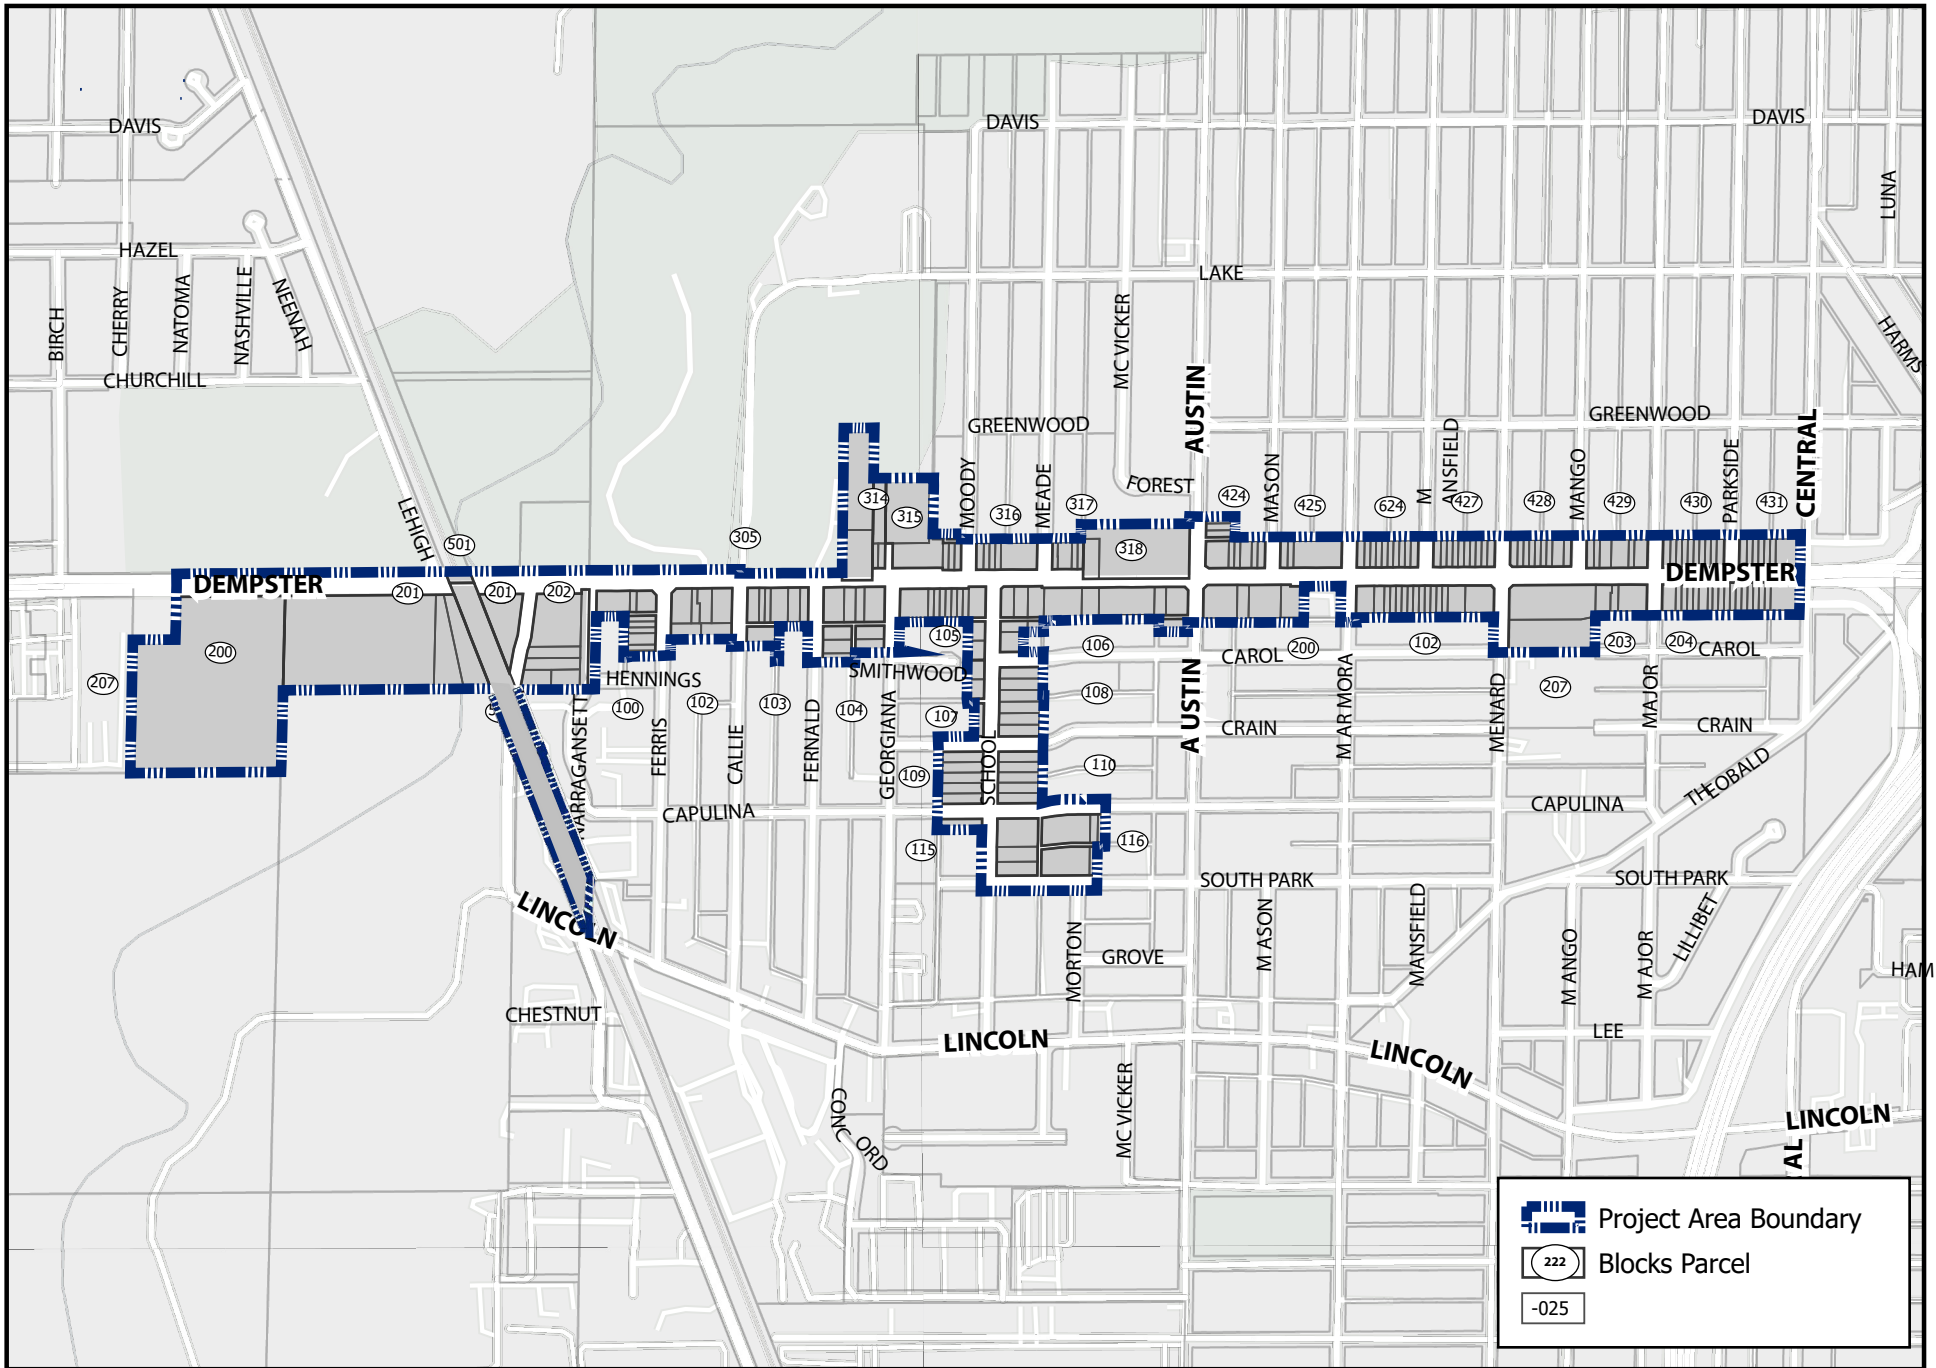 DAVIS
DAVIS
DAVIS
LUNA
HAZEL
LAKE
BIRCH
CHERRY
NATOMA
NASHVILLE
NEENAH
MC VICKER
HARMS
CHURCHILL
AUSTIN
GREENWOOD
GREENWOOD
CENTRAL
MOODY
MEADE
FOREST
MASON
M ANSFIELD
MANGO
PARKSIDE
314
315
316
317
318
424
425
624
427
428
429
430
431
LEHIGH
501
305
DEMPSTER
DEMPSTER
201
201
202
200
207
105
106
200
102
203
204
CAROL
CAROL
SMITHWOOD
HENNINGS
207
100
102
103
104
107
108
NARRAGANSETT
FERRIS
CALLIE
FERNALD
GEORGIANA
SCHOOL
A USTIN
M AR MORA
MENARD
MAJOR
CRAIN
CRAIN
109
110
THEOBALD
CAPULINA
CAPULINA
115
116
SOUTH PARK
SOUTH PARK
LINCOLN
MORTON
GROVE
M ASON
MANSFIELD
M ANGO
M AJOR
LILLIBET
HAM
CHESTNUT
LINCOLN
LINCOLN
LEE
CONC ORD
MC VICKER
LINCOLN
AL
Project Area Boundary
222
Blocks Parcel
-025